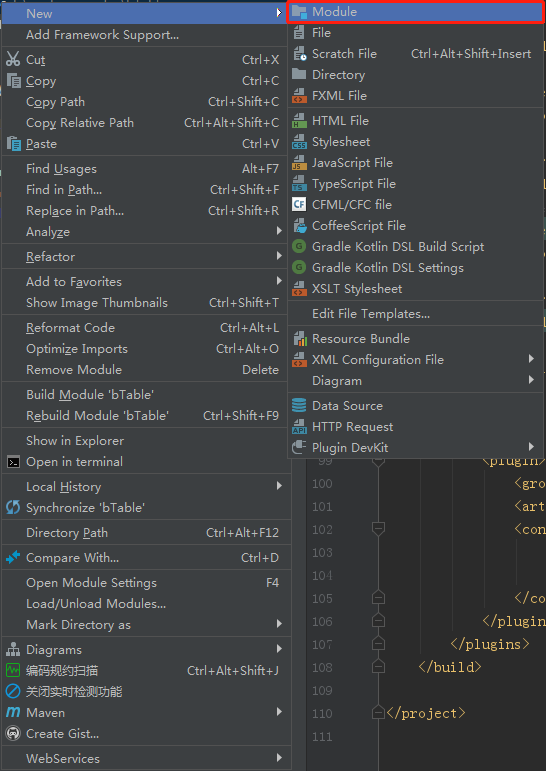 New
Add Framework Support...
Cut Ctrl+X
Copy Ctrl+C
Copy Path Ctrl+Shift+C
Copy Relative Path Ctrl+Alt+Shift+C
Paste Ctrl+V
Find Usages Alt+F7
Find in Path... Ctrl+Shift+F
Replace in Path... Ctrl+Shift+R
Analyze
Refactor
Add to Favorites
Show Image Thumbnails Ctrl+Shift+T
Reformat Code Ctrl+Alt+L
Optimize Imports Ctrl+Alt+O
Remove Module Delete
Build Module 'bTable'
Rebuild Module 'bTable' Ctrl+Shift+F9
Show in Explorer
Open in terminal
Local History
Synchronize 'bTable'
Directory Path Ctrl+Alt+F12
Compare With... Ctrl+D
Open Module Settings F4
Load/Unload Modules...
Mark Directory as
Diagrams
编码规约扫描 Ctrl+Alt+Shift+J
关闭实时检测功能
Maven
Create Gist...
WebServices
Module
File
Scratch File Ctrl+Alt+Shift+Insert
Directory
FXML File
HTML File
Stylesheet
JavaScript File
TypeScript File
CFML/CFC file
CoffeeScript File
Gradle Kotlin DSL Build Script
Gradle Kotlin DSL Settings
XSLT Stylesheet
Edit File Templates...
Resource Bundle
XML Configuration File
Diagram
Data Source
HTTP Request
Plugin DevKit
99 <plugin>
100 <gro
101 <art
102 <con
103
104
105 </co
106 </plugin
107 </plugins>
108 </build>
109
110 </project>
111